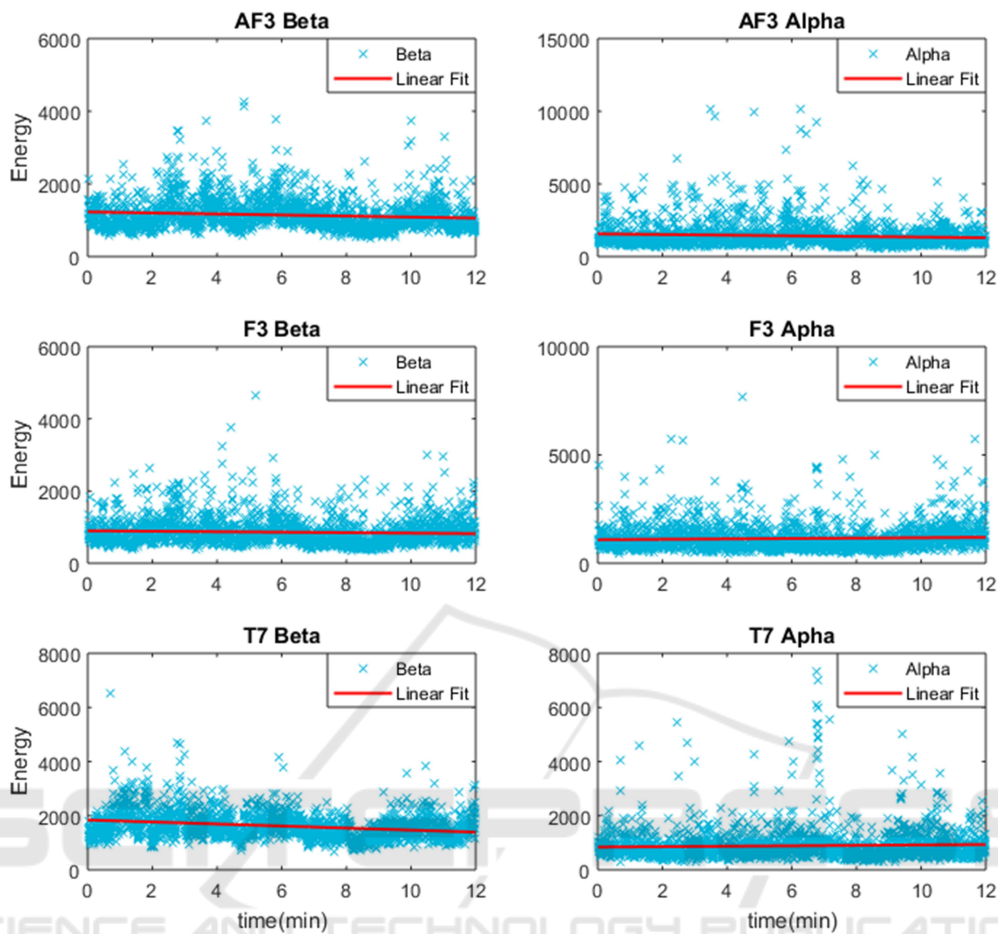 AF3 Beta
6000
4000
2000
0
Energy
0 2 4 6 8 10 12
Beta
Linear Fit
AF3 Alpha
15000
10000
5000
0
0 2 4 6 8 10 12
Alpha
Linear Fit
F3 Beta
6000
4000
2000
0
Energy
0 2 4 6 8 10 12
Beta
Linear Fit
F3 Apha
10000
5000
0
0 2 4 6 8 10 12
Alpha
Linear Fit
T7 Beta
8000
6000
4000
2000
0
Energy
0 2 4 6 8 10 12
time(min)
Beta
Linear Fit
T7 Apha
8000
6000
4000
2000
0
0 2 4 6 8 10 12
time(min)
Alpha
Linear Fit
TECHNOLOGY